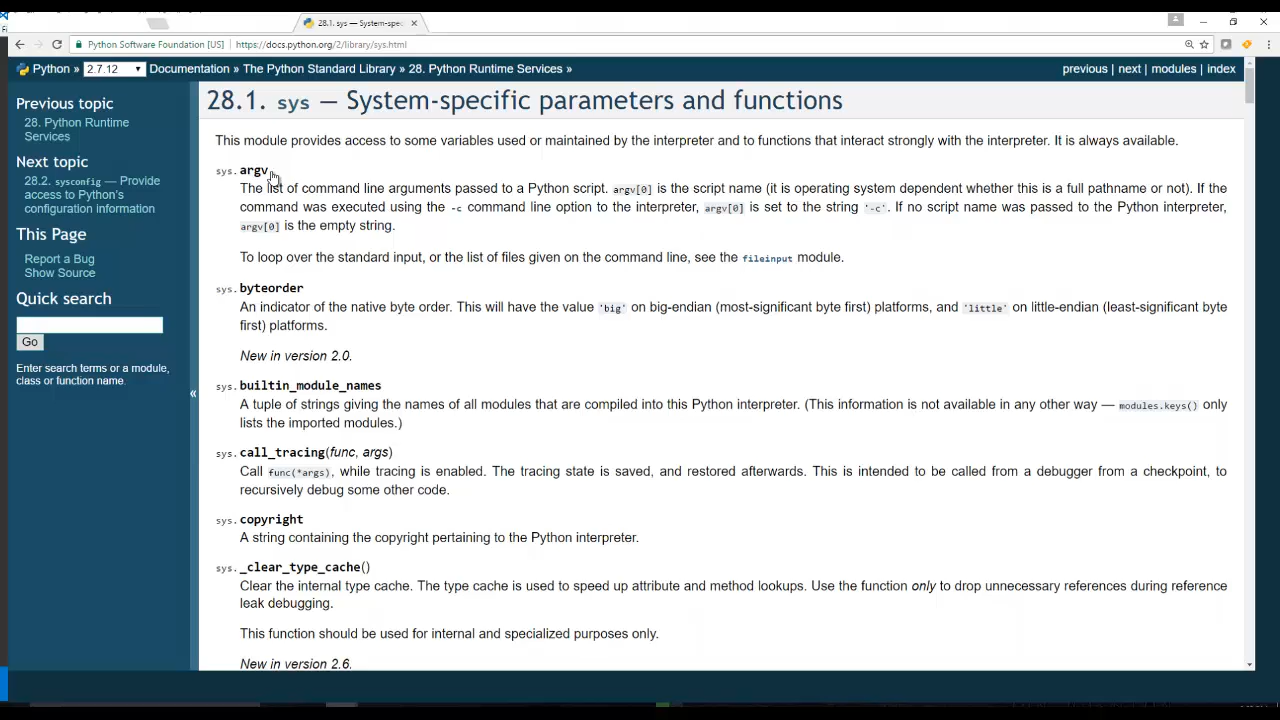 28.1. sys — System-spec
Python Software Foundation [US] https://docs.python.org/2/library/sys.html
Python » 2.7.12 Documentation » The Python Standard Library » 28. Python Runtime Services » previous | next | modules | index
Previous topic
28. Python Runtime
Services
Next topic
28.2. sysconfig — Provide
access to Python's
configuration information
This Page
Report a Bug
Show Source
Quick search
Go
Enter search terms or a module,
class or function name.
«
28.1. sys — System-specific parameters and functions
This module provides access to some variables used or maintained by the interpreter and to functions that interact strongly with the interpreter. It is always available.
sys.argv
The list of command line arguments passed to a Python script. argv[0] is the script name (it is operating system dependent whether this is a full pathname or not). If the
command was executed using the -c command line option to the interpreter, argv[0] is set to the string '-c'. If no script name was passed to the Python interpreter,
argv[0] is the empty string.
To loop over the standard input, or the list of files given on the command line, see the fileinput module.
sys.byteorder
An indicator of the native byte order. This will have the value 'big' on big-endian (most-significant byte first) platforms, and 'little' on little-endian (least-significant byte
first) platforms.
New in version 2.0.
sys.builtin_module_names
A tuple of strings giving the names of all modules that are compiled into this Python interpreter. (This information is not available in any other way — modules.keys() only
lists the imported modules.)
sys.call_tracing(func, args)
Call func(*args), while tracing is enabled. The tracing state is saved, and restored afterwards. This is intended to be called from a debugger from a checkpoint, to
recursively debug some other code.
sys.copyright
A string containing the copyright pertaining to the Python interpreter.
sys._clear_type_cache()
Clear the internal type cache. The type cache is used to speed up attribute and method lookups. Use the function only to drop unnecessary references during reference
leak debugging.
This function should be used for internal and specialized purposes only.
New in version 2.6.